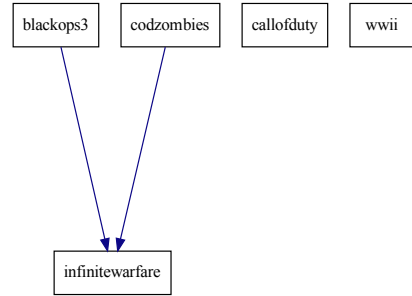 blackops3
codzombies
callofduty
wwii
infinitewarfare